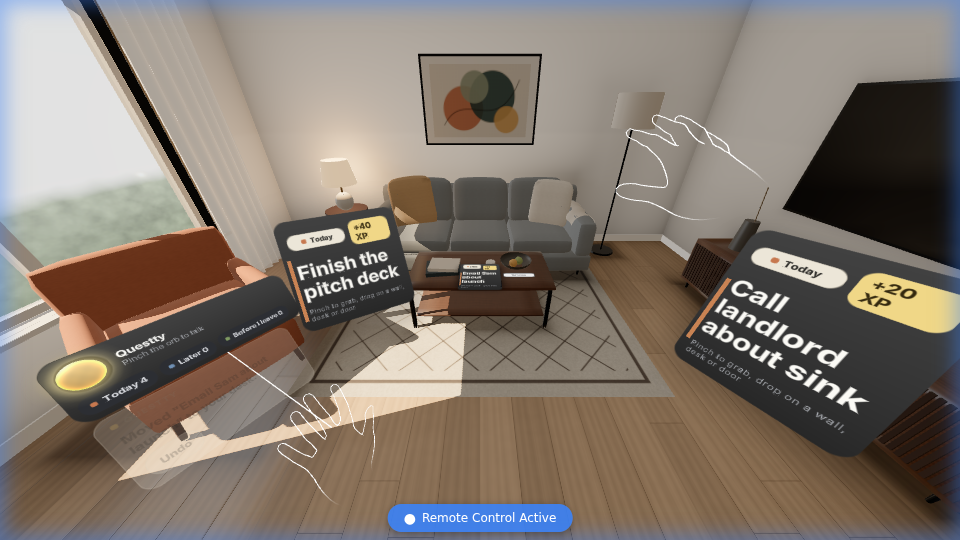 Today
+40
XP
Finish the
pitch deck
Pinch to grab, drop on a wall,
desk or door
Questty
Pinch the orb to talk
Today 4
Later 0
Before I leave 0
Undo
Today
+20
XP
Call
landlord
about sink
Pinch to grab, drop on a wall,
desk or door
Remote Control Active